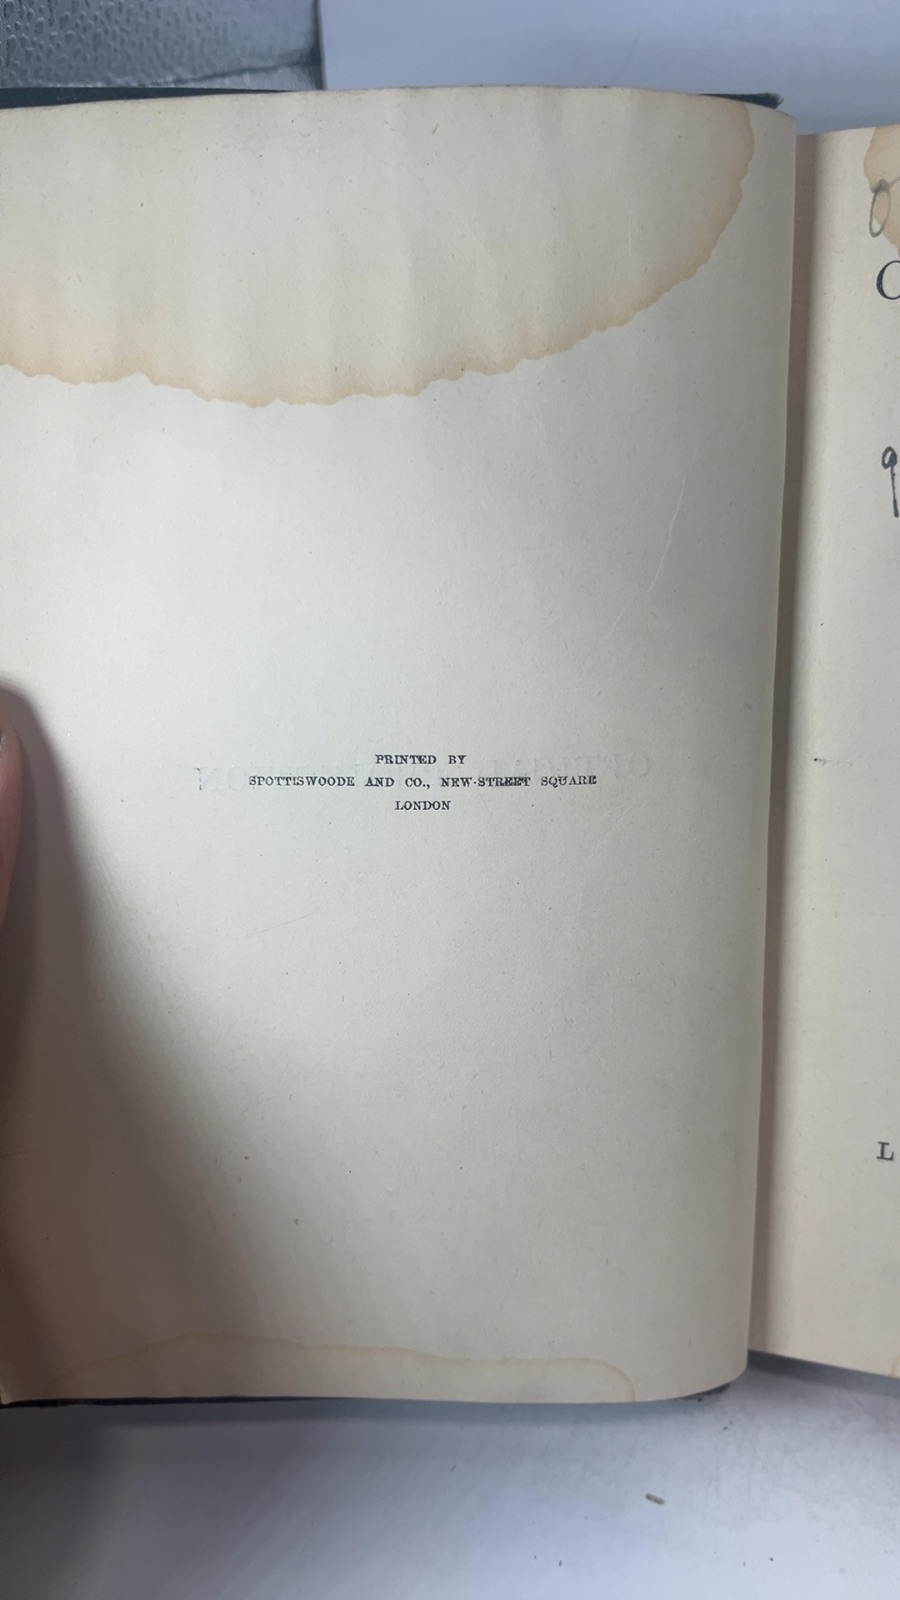 PRINTED BY
SPOTTISWOODE AND CO., NEW-STREET SQUARE
LONDON
L